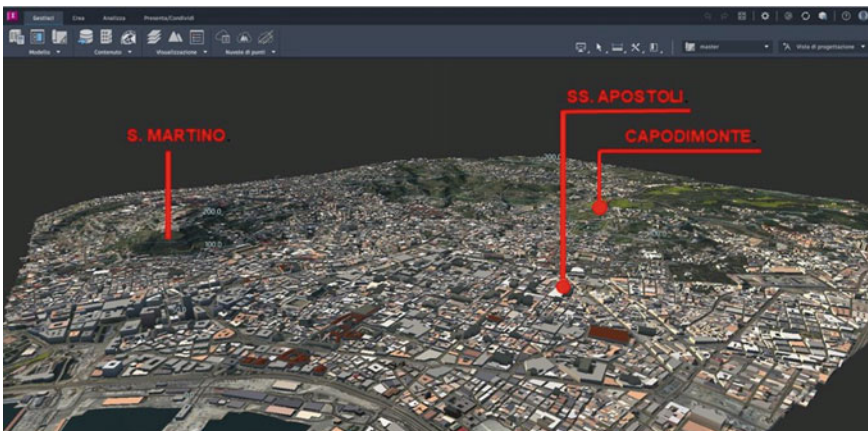 Gestisci Crea Analizza Presenta/Condividi
Modello Contenuto Visualizzazione Nuvole di punti
master Vista di progettazione
SS. APOSTOLI.
S. MARTINO.
CAPODIMONTE.
200.0
200.0
100.0